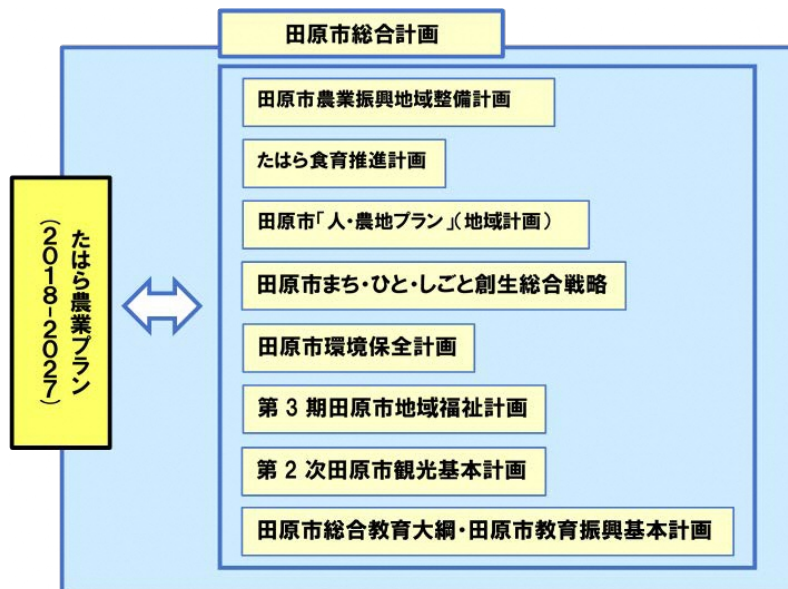 田原市総合計画
田原市農業振興地域整備計画
たはら食育推進計画
田原市「人・農地プラン」（地域計画）
田原市まち・ひと・しごと創生総合戦略
田原市環境保全計画
第３期田原市地域福祉計画
第２次田原市観光基本計画
田原市総合教育大綱・田原市教育振興基本計画
たはら農業プラン
（2018-2027）